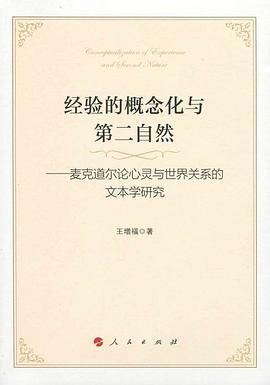 Conceptualization of Experience
and Second Nature
经验的概念化与
第二自然
——麦克道尔论心灵与世界关系的
文本学研究
王增福◎著
人民出版社